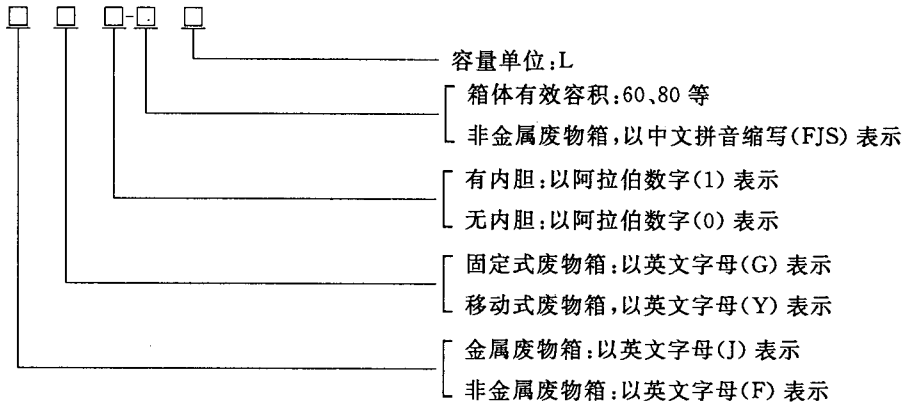 □ □ □-□ □
容量单位:L
箱体有效容积:60、80 等
非金属废物箱,以中文拼音缩写(FJS) 表示
有内胆:以阿拉伯数字(1) 表示
无内胆:以阿拉伯数字(0) 表示
固定式废物箱:以英文字母(G) 表示
移动式废物箱,以英文字母(Y) 表示
金属废物箱:以英文字母(J) 表示
非金属废物箱:以英文字母(F) 表示